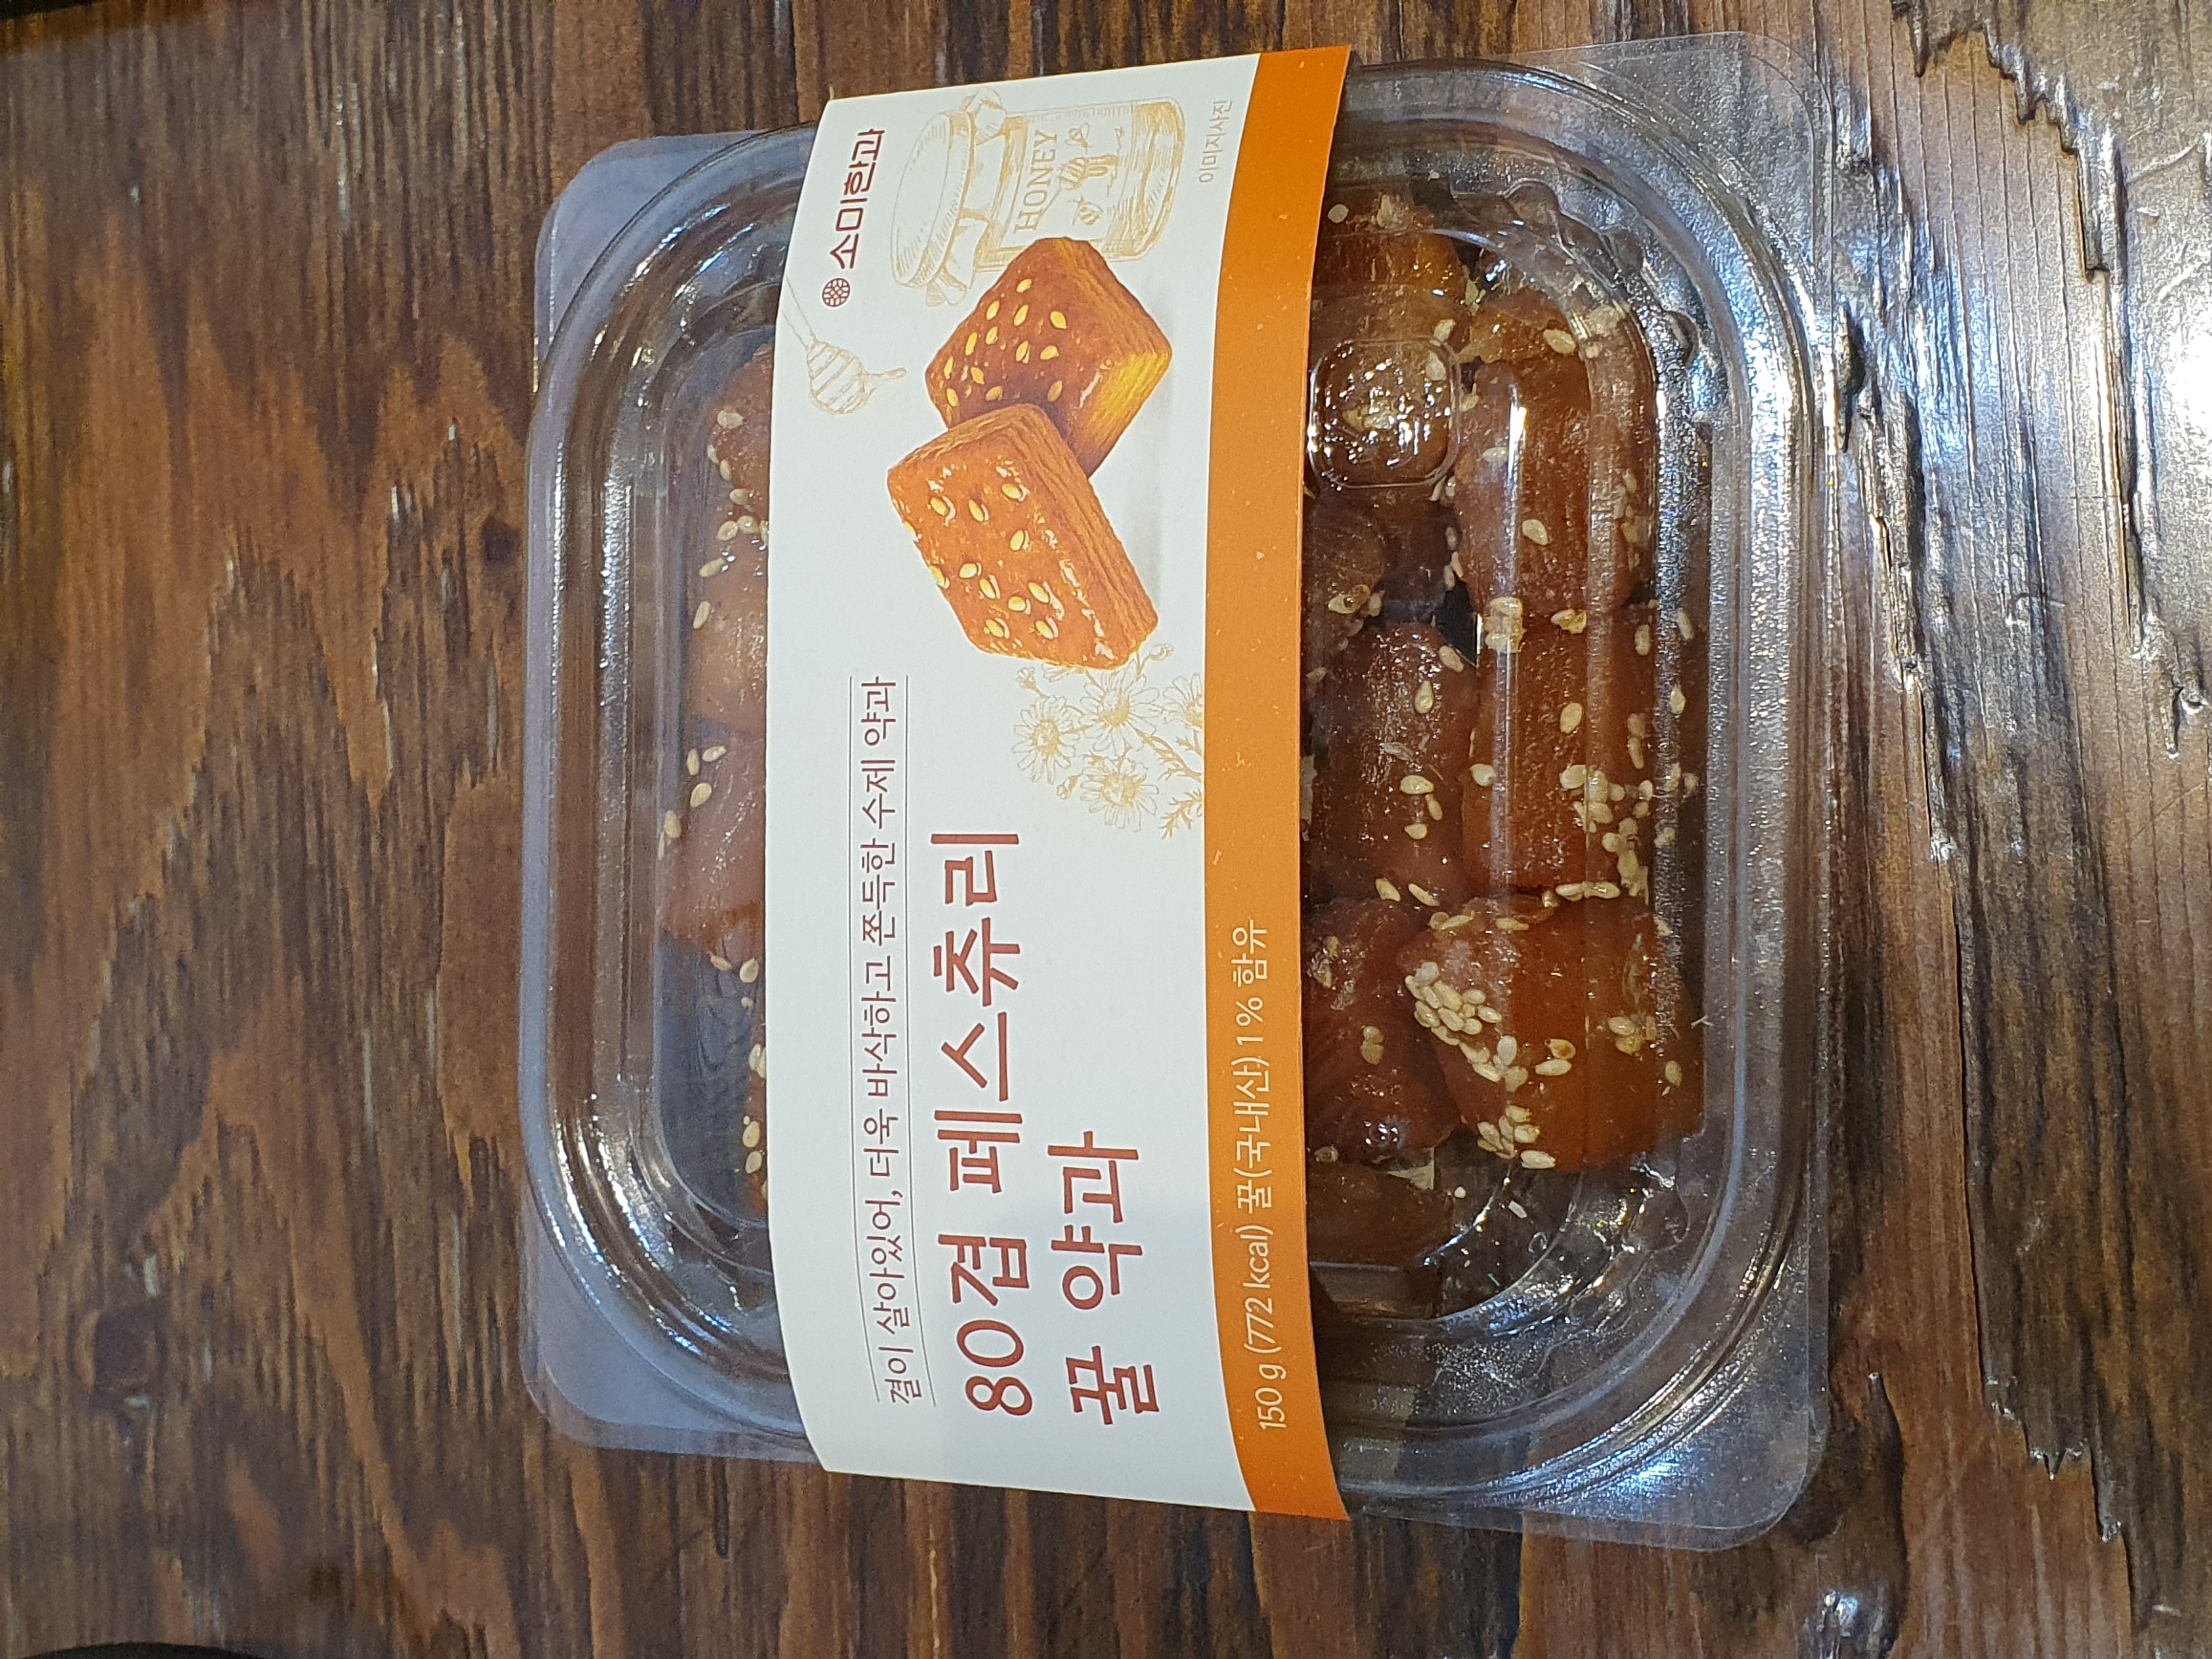 소미한과
결이 살아있어, 더욱 바삭하고 쫀득한 수제 약과
80겹 페스츄리
꿀 약과
HONEY
이미지사진
150 g (772 kcal) 꿀(국내산) 1 % 함유